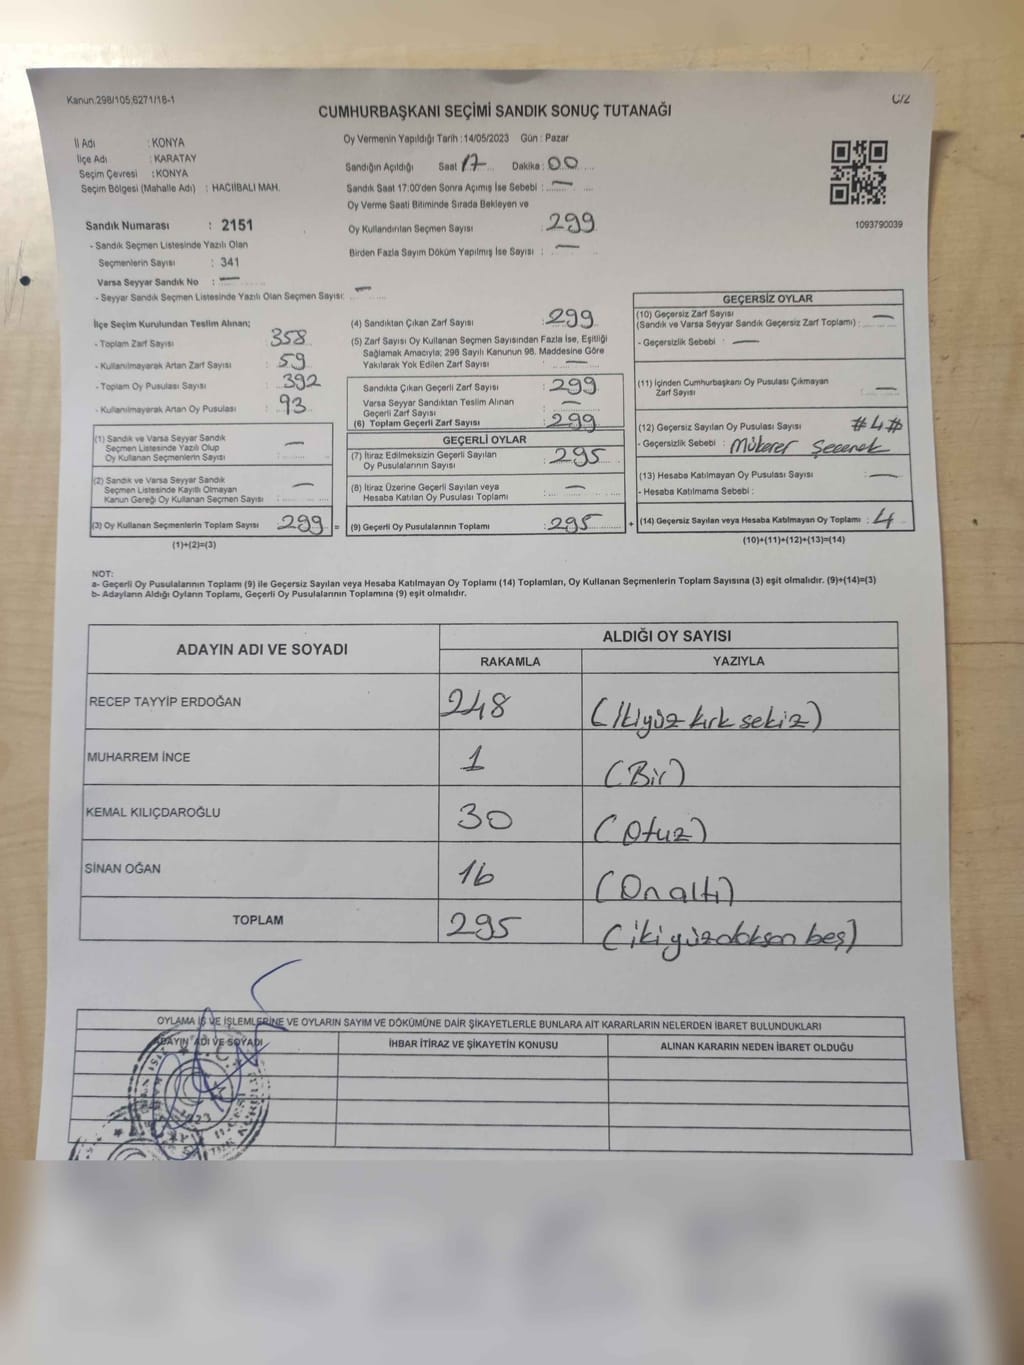 Kanun.298/105,6271/18-1
C/2
CUMHURBAŞKANI SEÇİMİ SANDIK SONUÇ TUTANAĞI
İl Adı : KONYA
İlçe Adı : KARATAY
Seçim Çevresi : KONYA
Seçim Bölgesi (Mahalle Adı) : HACIİBALI MAH.
Oy Vermenin Yapıldığı Tarih :14/05/2023 Gün : Pazar
Sandığın Açıldığı Saat 17 Dakika : 00
Sandık Saat 17:00'den Sonra Açımış İse Sebebi : —
Oy Verme Saati Bitiminde Sırada Bekleyen ve
Oy Kullandırılan Seçmen Sayısı : 299
Birden Fazla Sayım Döküm Yapılmış İse Sayısı : —
1093790039
Sandık Numarası : 2151
- Sandık Seçmen Listesinde Yazılı Olan
Seçmenlerin Sayısı : 341
Varsa Seyyar Sandık No : —
- Seyyar Sandık Seçmen Listesinde Yazılı Olan Seçmen Sayısı: —
İlçe Seçim Kurulundan Teslim Alınan;
- Toplam Zarf Sayısı : 358
- Kullanılmayarak Artan Zarf Sayısı : 59
- Toplam Oy Pusulası Sayısı : 392
- Kullanılmayarak Artan Oy Pusulası : 93
(1) Sandık ve Varsa Seyyar Sandık
Seçmen Listesinde Yazılı Olup
Oy Kullanan Seçmenlerin Sayısı : —
(2) Sandık ve Varsa Seyyar Sandık
Seçmen Listesinde Kayıtlı Olmayan
Kanun Gereği Oy Kullanan Seçmen Sayısı : —
(3) Oy Kullanan Seçmenlerin Toplam Sayısı : 299 =
(1)+(2)=(3)
(4) Sandıktan Çıkan Zarf Sayısı : 299
(5) Zarf Sayısı Oy Kullanan Seçmen Sayısından Fazla İse, Eşitliği
Sağlamak Amacıyla; 298 Sayılı Kanunun 98. Maddesine Göre
Yakılarak Yok Edilen Zarf Sayısı : —
Sandıkta Çıkan Geçerli Zarf Sayısı : 299
Varsa Seyyar Sandıktan Teslim Alınan
Geçerli Zarf Sayısı : —
(6) Toplam Geçerli Zarf Sayısı : 299
GEÇERLİ OYLAR
(7) İtiraz Edilmeksizin Geçerli Sayılan
Oy Pusulalarının Sayısı : 295
(8) İtiraz Üzerine Geçerli Sayılan veya
Hesaba Katılan Oy Pusulası Toplamı : —
(9) Geçerli Oy Pusulalarının Toplamı : 295 +
GEÇERSİZ OYLAR
(10) Geçersiz Zarf Sayısı
(Sandık ve Varsa Seyyar Sandık Geçersiz Zarf Toplamı) : —
- Geçersizlik Sebebi : —
(11) İçinden Cumhurbaşkanı Oy Pusulası Çıkmayan
Zarf Sayısı : —
(12) Geçersiz Sayılan Oy Pusulası Sayısı : #4#
- Geçersizlik Sebebi : Mükerer Seçenek
(13) Hesaba Katılmayan Oy Pusulası Sayısı : —
- Hesaba Katılmama Sebebi :
(14) Geçersiz Sayılan veya Hesaba Katılmayan Oy Toplamı : 4
(10)+(11)+(12)+(13)=(14)
NOT:
a- Geçerli Oy Pusulalarının Toplamı (9) ile Geçersiz Sayılan veya Hesaba Katılmayan Oy Toplamı (14) Toplamları, Oy Kullanan Seçmenlerin Toplam Sayısına (3) eşit olmalıdır. (9)+(14)=(3)
b- Adayların Aldığı Oyların Toplamı, Geçerli Oy Pusulalarının Toplamına (9) eşit olmalıdır.
ADAYIN ADI VE SOYADI
ALDIĞI OY SAYISI
RAKAMLA YAZIYLA
RECEP TAYYİP ERDOĞAN 248 (İkiyüz kırk sekiz)
MUHARREM İNCE 1 (Bir)
KEMAL KILIÇDAROĞLU 30 (Otuz)
SİNAN OĞAN 16 (On altı)
TOPLAM 295 (ikiyüzdoksan beş)
OYLAMA İŞ VE İŞLEMLERİNE VE OYLARIN SAYIM VE DÖKÜMÜNE DAİR ŞİKAYETLERLE BUNLARA AİT KARARLARIN NELERDEN İBARET BULUNDUKLARI
ADAYIN ADI VE SOYADI
İHBAR İTİRAZ VE ŞİKAYETİN KONUSU
ALINAN KARARIN NEDEN İBARET OLDUĞU